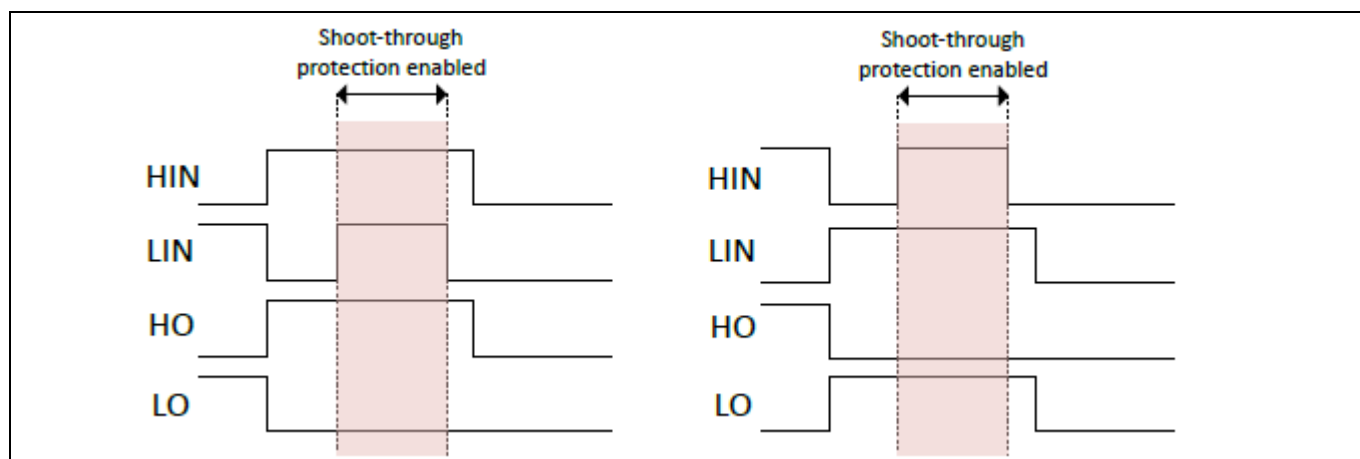 Shoot-through
protection enabled
HIN
LIN
HO
LO
Shoot-through
protection enabled
HIN
LIN
HO
LO